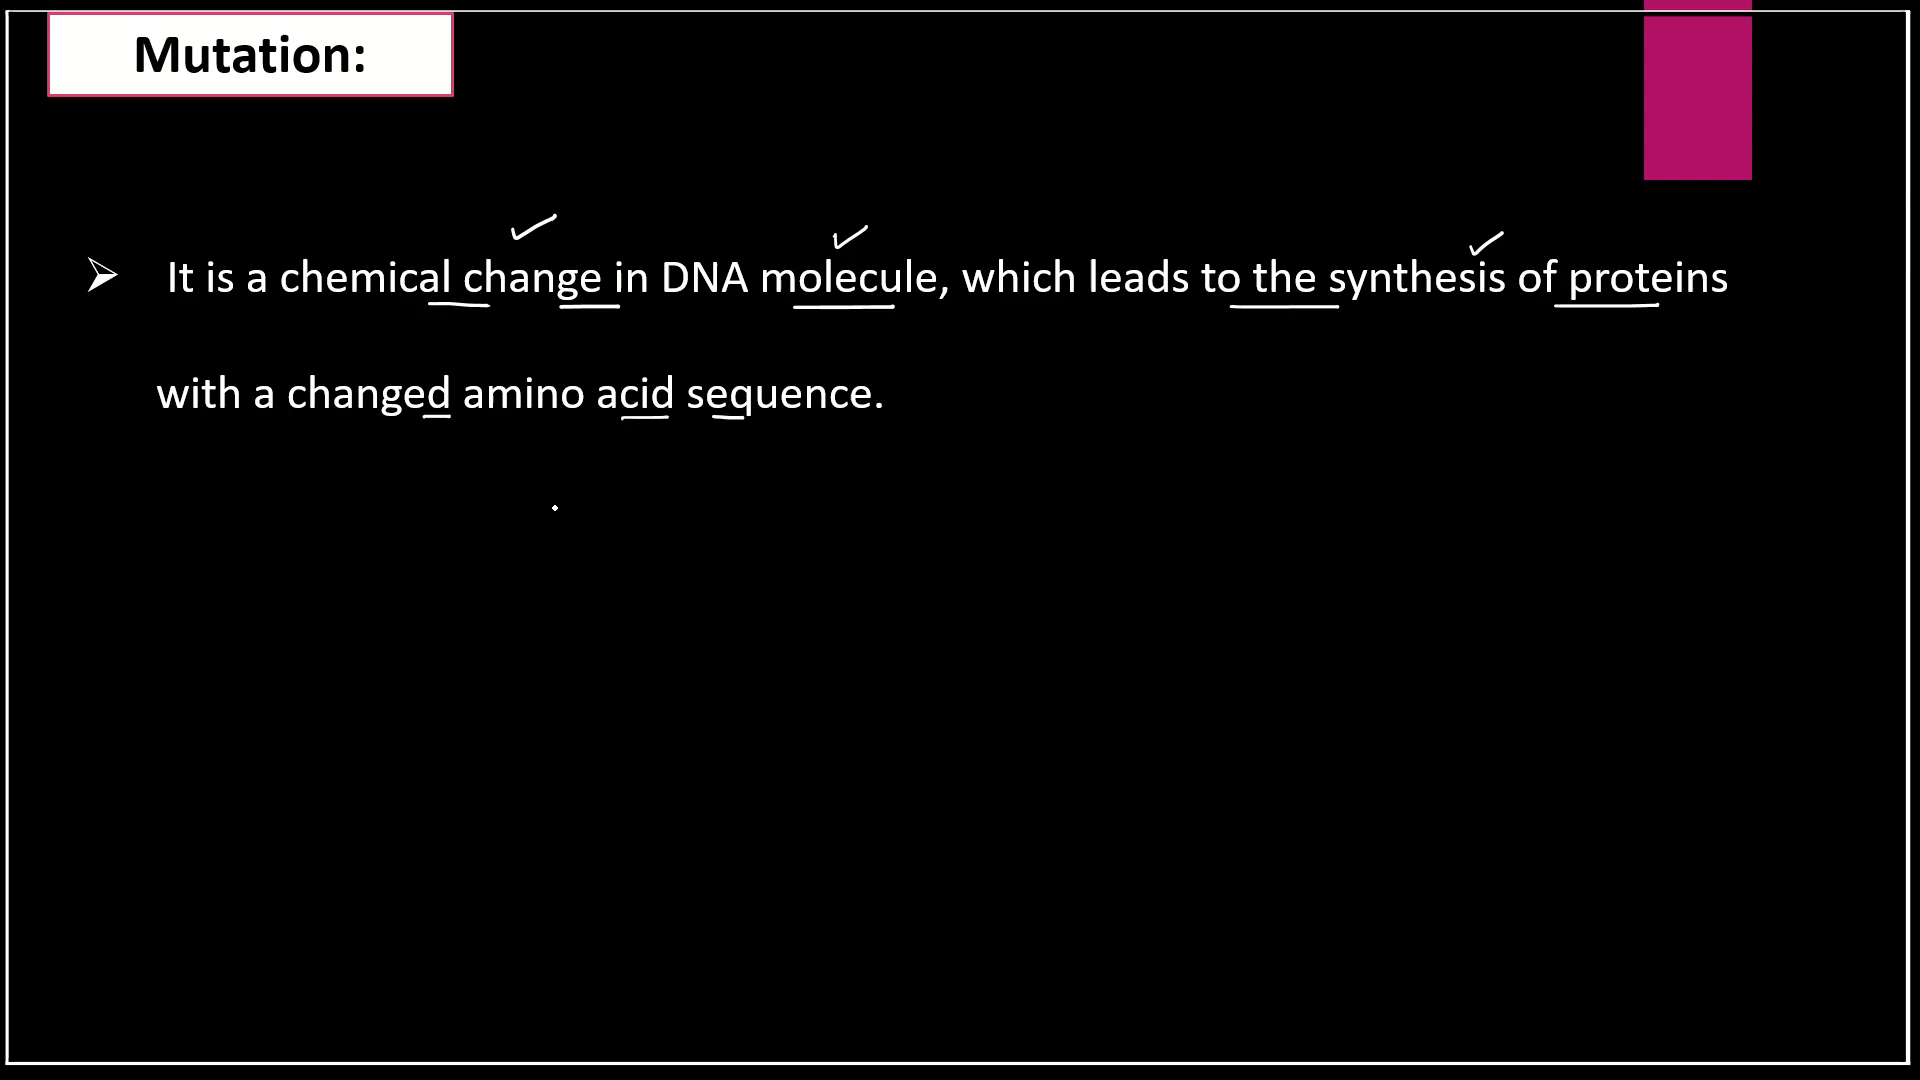 Mutation:
It is a chemical change in DNA molecule, which leads to the synthesis of proteins
with a changed amino acid sequence.